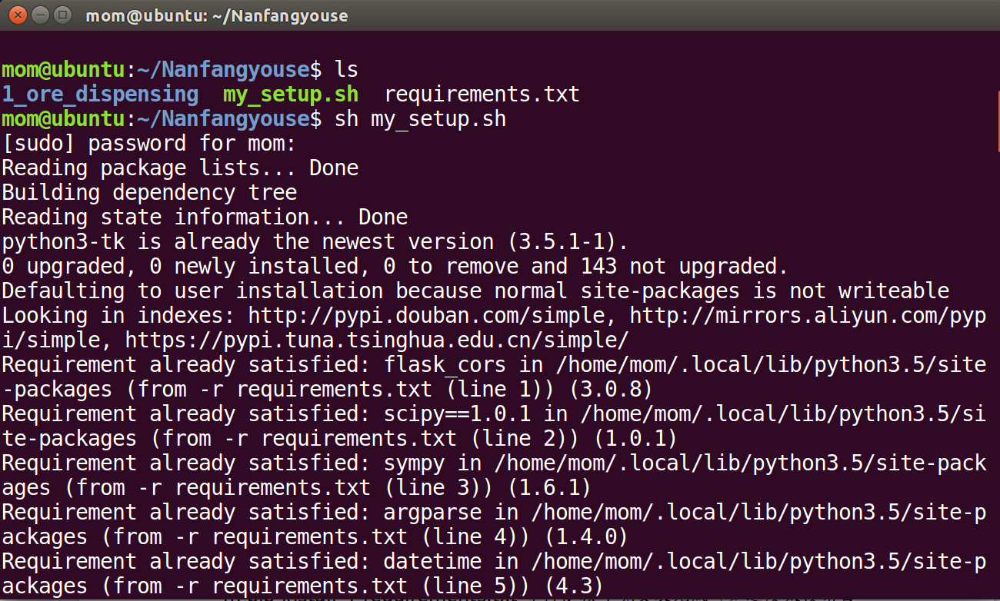 mom@ubuntu: ~/Nanfangyouse
mom@ubuntu:~/Nanfangyouse$ ls
1_ore_dispensing  my_setup.sh  requirements.txt
mom@ubuntu:~/Nanfangyouse$ sh my_setup.sh
[sudo] password for mom:
Reading package lists... Done
Building dependency tree
Reading state information... Done
python3-tk is already the newest version (3.5.1-1).
0 upgraded, 0 newly installed, 0 to remove and 143 not upgraded.
Defaulting to user installation because normal site-packages is not writeable
Looking in indexes: http://pypi.douban.com/simple, http://mirrors.aliyun.com/pyp
i/simple, https://pypi.tuna.tsinghua.edu.cn/simple/
Requirement already satisfied: flask_cors in /home/mom/.local/lib/python3.5/site
-packages (from -r requirements.txt (line 1)) (3.0.8)
Requirement already satisfied: scipy==1.0.1 in /home/mom/.local/lib/python3.5/si
te-packages (from -r requirements.txt (line 2)) (1.0.1)
Requirement already satisfied: sympy in /home/mom/.local/lib/python3.5/site-pack
ages (from -r requirements.txt (line 3)) (1.6.1)
Requirement already satisfied: argparse in /home/mom/.local/lib/python3.5/site-p
ackages (from -r requirements.txt (line 4)) (1.4.0)
Requirement already satisfied: datetime in /home/mom/.local/lib/python3.5/site-p
ackages (from -r requirements.txt (line 5)) (4.3)